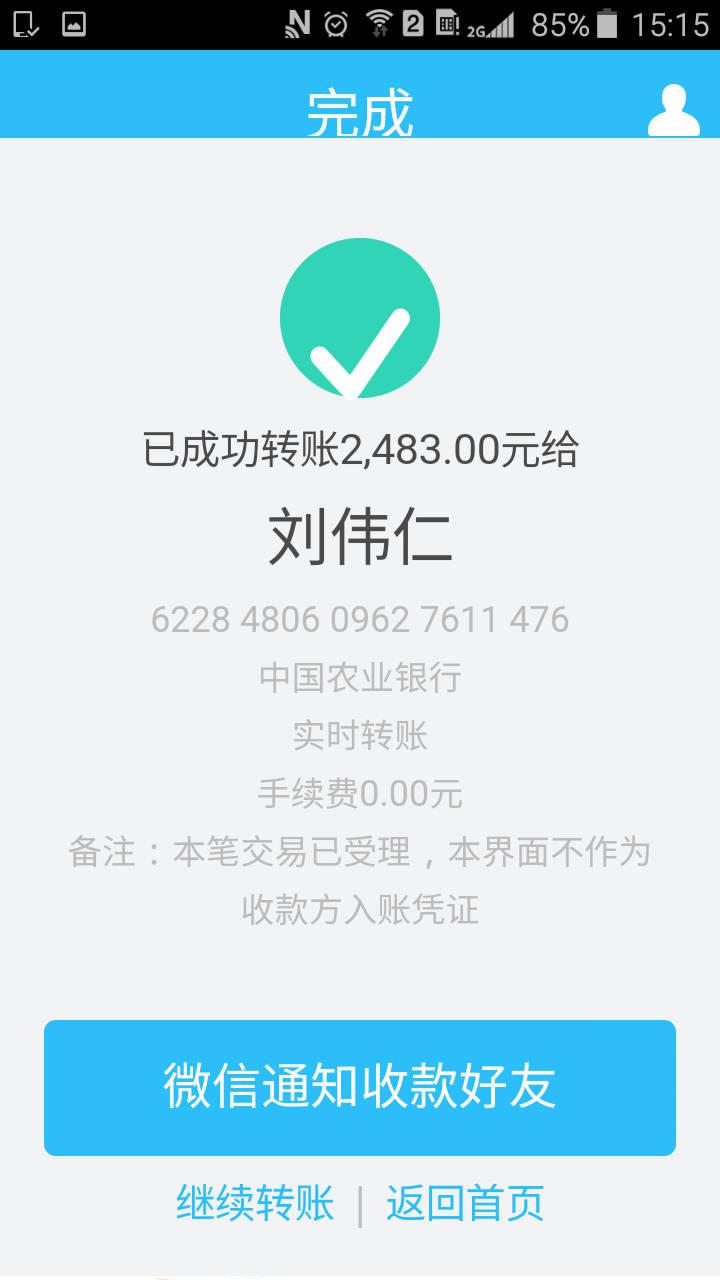 2 2G 85% 15:15
完成
已成功转账2,483.00元给
刘伟仁
6228 4806 0962 7611 476
中国农业银行
实时转账
手续费0.00元
备注：本笔交易已受理，本界面不作为
收款方入账凭证
微信通知收款好友
继续转账 | 返回首页